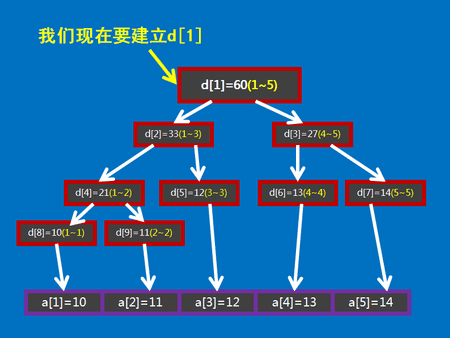 我们现在要建立d[1]
d[1]=60(1~5)
d[2]=33(1~3) d[3]=27(4~5)
d[4]=21(1~2) d[5]=12(3~3) d[6]=13(4~4) d[7]=14(5~5)
d[8]=10(1~1) d[9]=11(2~2)
a[1]=10 a[2]=11 a[3]=12 a[4]=13 a[5]=14